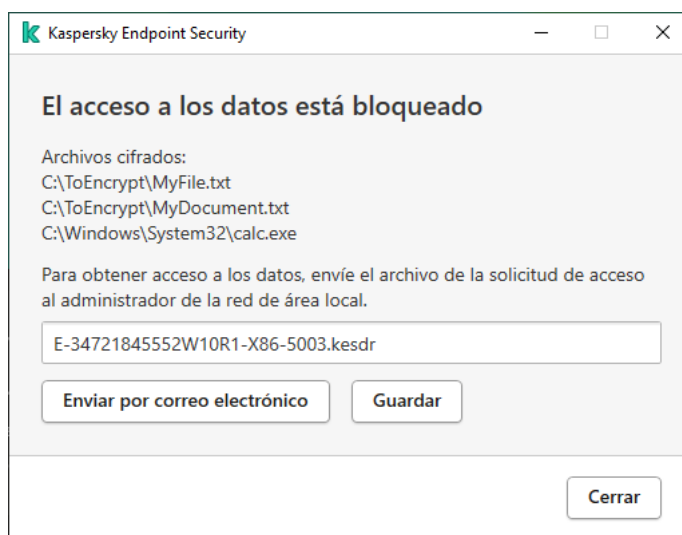 Kaspersky Endpoint Security
El acceso a los datos está bloqueado
Archivos cifrados:
C:\ToEncrypt\MyFile.txt
C:\ToEncrypt\MyDocument.txt
C:\Windows\System32\calc.exe
Para obtener acceso a los datos, envíe el archivo de la solicitud de acceso
al administrador de la red de área local.
E-34721845552W10R1-X86-5003.kesdr
Enviar por correo electrónico Guardar
Cerrar